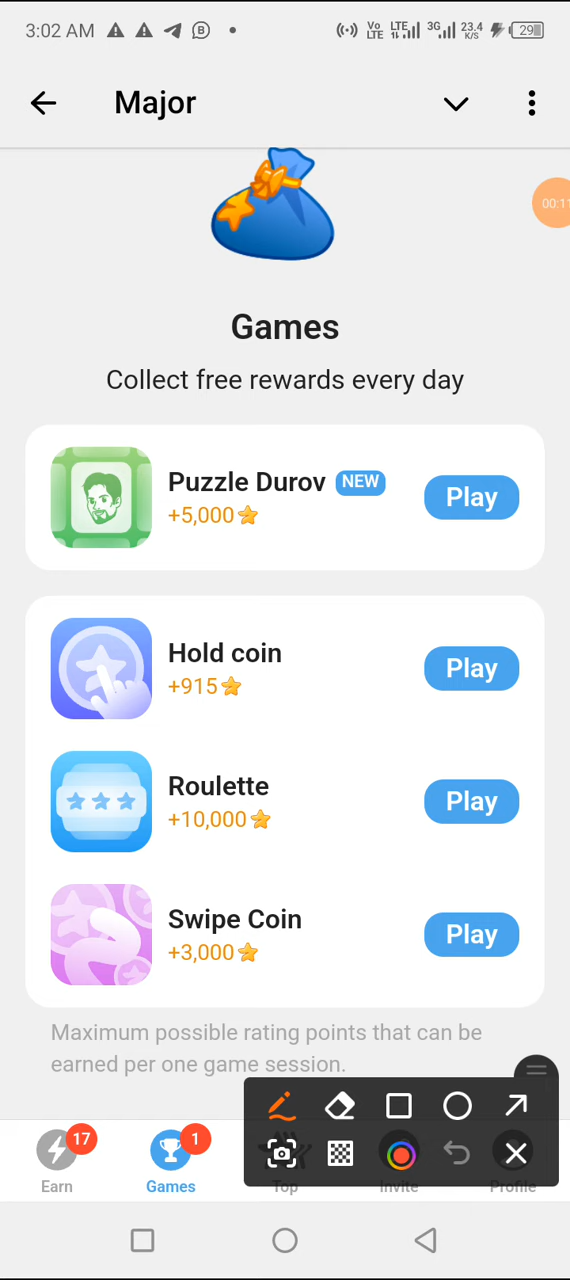 3:02 AM
Vo LTE LTE 3G 23.4 K/S 29
Major
00:11
Games
Collect free rewards every day
Puzzle Durov NEW
+5,000
Play
Hold coin
+915
Play
Roulette
+10,000
Play
Swipe Coin
+3,000
Play
Maximum possible rating points that can be
earned per one game session.
17
1
Earn
Games
Top
Invite
Profile